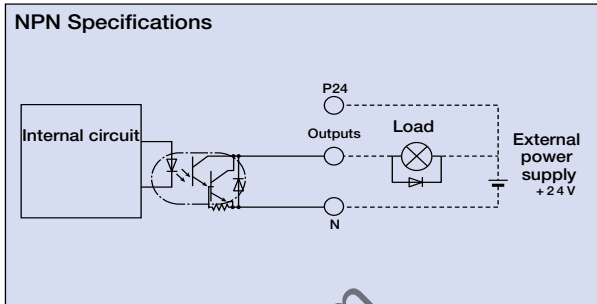 NPN Specifications
P24
Internal circuit
Outputs
Load
External
power
supply
+24V
N